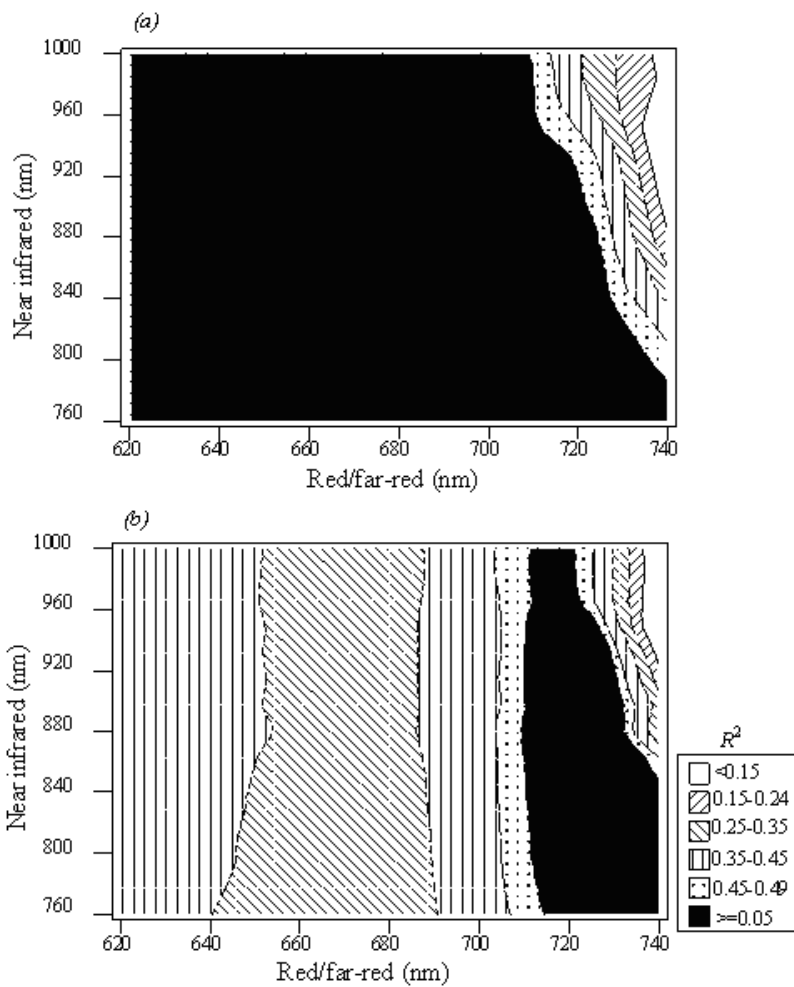 (a)
1000
960
920
880
840
800
760
Near infrared (nm)
620 640 660 680 700 720 740
Red/far-red (nm)
(b)
1000
960
920
880
840
800
760
Near infrared (nm)
620 640 660 680 700 720 740
Red/far-red (nm)
R²
<0.15
0.15-0.24
0.25-0.35
0.35-0.45
0.45-0.49
>=0.05